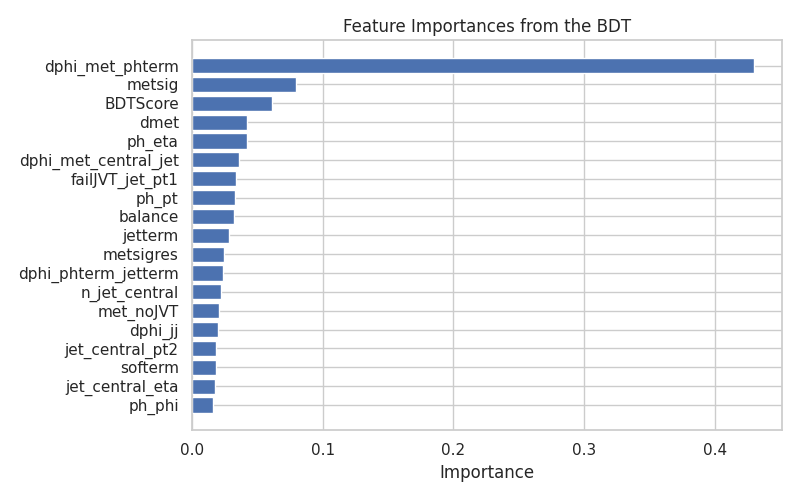 Feature Importances from the BDT
dphi_met_phterm
metsig
BDTScore
dmet
ph_eta
dphi_met_central_jet
failJVT_jet_pt1
ph_pt
balance
jetterm
metsigres
dphi_phterm_jetterm
n_jet_central
met_noJVT
dphi_jj
jet_central_pt2
softerm
jet_central_eta
ph_phi
0.0 0.1 0.2 0.3 0.4
Importance